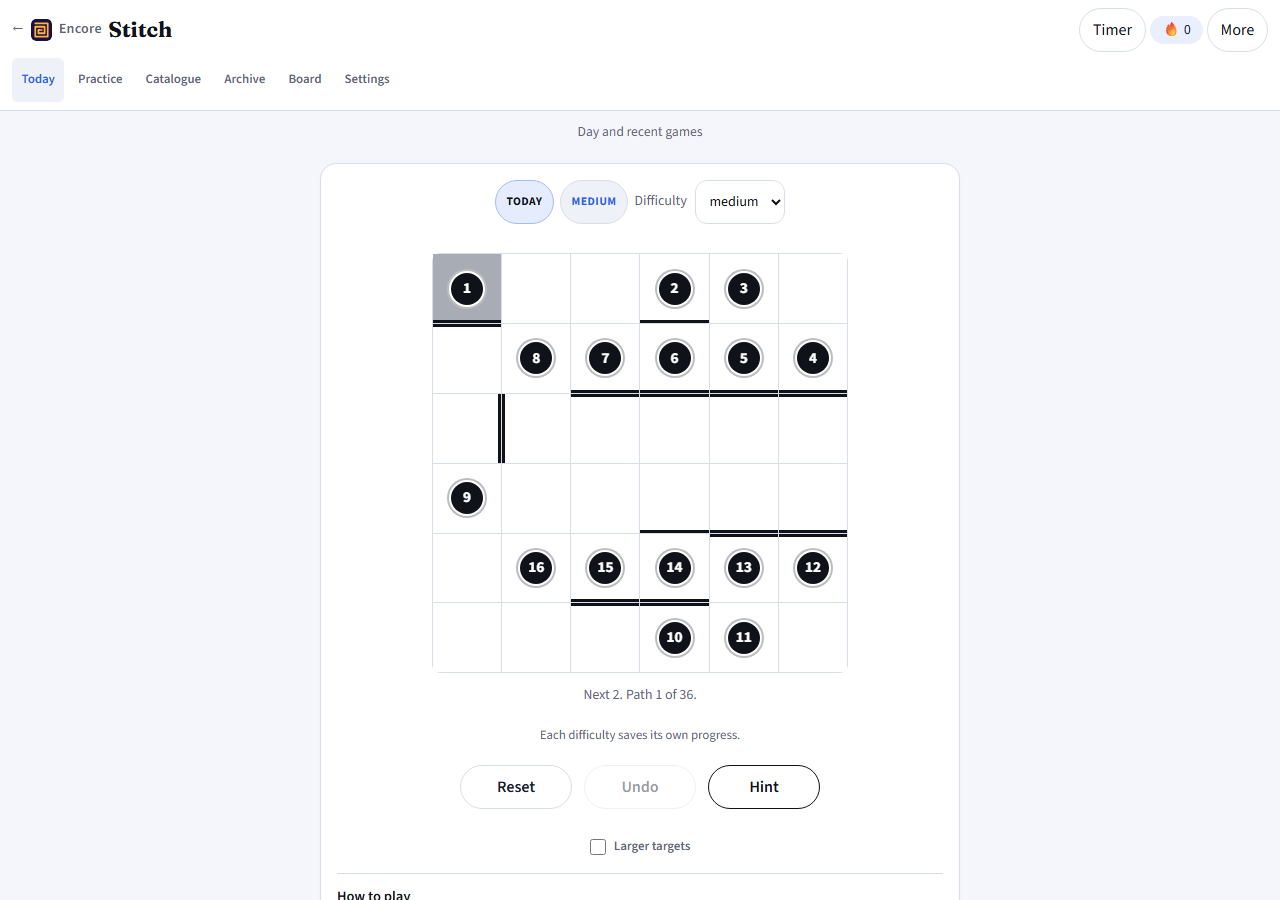 ← Encore Stitch Timer 🔥 0 More
Today Practice Catalogue Archive Board Settings
Day and recent games
TODAY MEDIUM Difficulty medium
1 2 3
8 7 6 5 4
9
16 15 14 13 12
10 11
Next 2. Path 1 of 36.
Each difficulty saves its own progress.
Reset Undo Hint
Larger targets
How to play